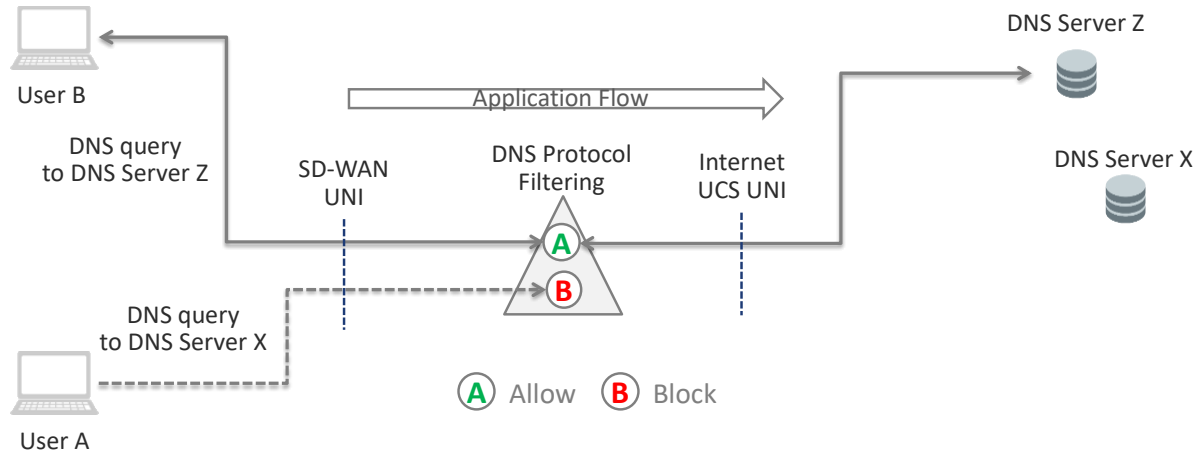 DNS Server Z
User B
Application Flow
DNS query
to DNS Server Z
SD-WAN
UNI
DNS Protocol
Filtering
Internet
UCS UNI
DNS Server X
A
B
DNS query
to DNS Server X
A Allow
B Block
User A